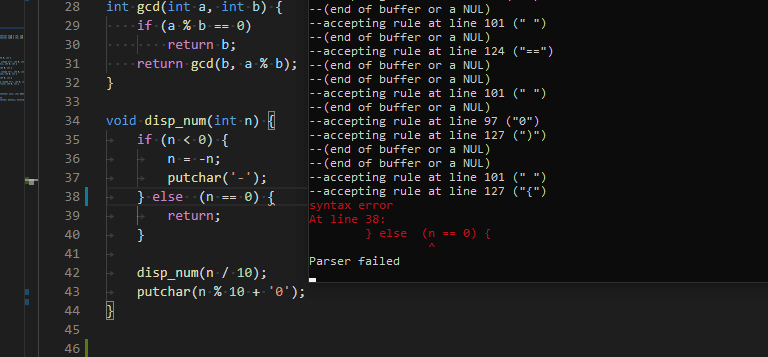 28 int gcd(int a, int b) {
29 if (a % b == 0)
30 return b;
31 return gcd(b, a % b);
32 }
33
34 void disp_num(int n) {
35 if (n < 0) {
36 n = -n;
37 putchar('-');
38 } else  (n == 0) {
39 return;
40 }
41
42 disp_num(n / 10);
43 putchar(n % 10 + '0');
44 }
45
46
--(end of buffer or a NUL)
--accepting rule at line 101 (" ")
--(end of buffer or a NUL)
--accepting rule at line 124 ("==")
--(end of buffer or a NUL)
--(end of buffer or a NUL)
--accepting rule at line 101 (" ")
--(end of buffer or a NUL)
--accepting rule at line 97 ("0")
--accepting rule at line 127 (")")
--(end of buffer or a NUL)
--(end of buffer or a NUL)
--accepting rule at line 101 (" ")
--accepting rule at line 127 ("{")
syntax error
At line 38:
} else  (n == 0) {
^
Parser failed